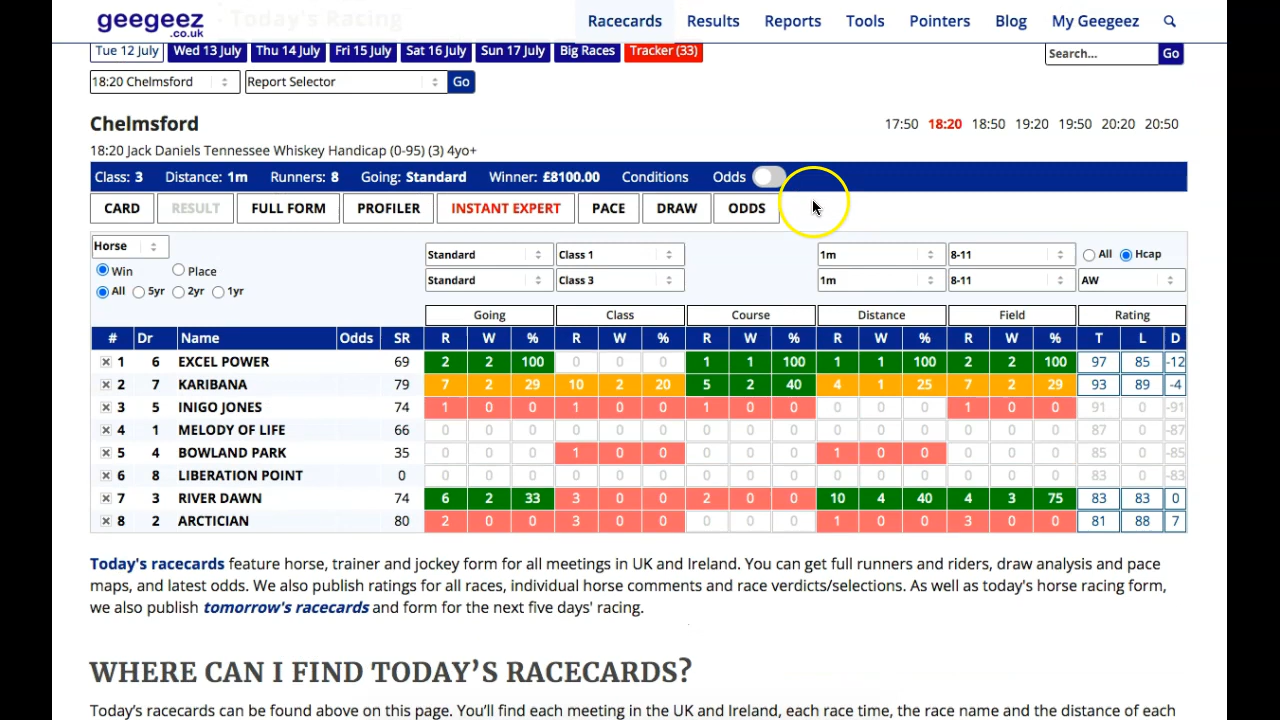 geegeez
.co.uk
Today's Racing
Racecards Results Reports Tools Pointers Blog My Geegeez
Tue 12 July Wed 13 July Thu 14 July Fri 15 July Sat 16 July Sun 17 July Big Races Tracker (33) Search... Go
18:20 Chelmsford Report Selector Go
Chelmsford 17:50 18:20 18:50 19:20 19:50 20:20 20:50
18:20 Jack Daniels Tennessee Whiskey Handicap (0-95) (3) 4yo+
Class: 3 Distance: 1m Runners: 8 Going: Standard Winner: £8100.00 Conditions Odds
CARD RESULT FULL FORM PROFILER INSTANT EXPERT PACE DRAW ODDS
Horse Standard Class 1 1m 8-11 All Hcap
Win Place
All 5yr 2yr 1yr Standard Class 3 1m 8-11 AW
Going Class Course Distance Field Rating
# Dr Name Odds SR R W % R W % R W % R W % R W % T L D
1 6 EXCEL POWER 69 2 2 100 0 0 0 1 1 100 1 1 100 2 2 100 97 85 -12
2 7 KARIBANA 79 7 2 29 10 2 20 5 2 40 4 1 25 7 2 29 93 89 -4
3 5 INIGO JONES 74 1 0 0 1 0 0 1 0 0 0 0 0 1 0 0 91 -91
4 1 MELODY OF LIFE 66 0 0 0 0 0 0 0 0 0 0 0 0 0 0 0 87 -87
5 4 BOWLAND PARK 35 0 0 0 1 0 0 0 0 0 1 0 0 0 0 0 85 -85
6 8 LIBERATION POINT 0 0 0 0 0 0 0 0 0 0 0 0 0 0 0 0 83 -83
7 3 RIVER DAWN 74 6 2 33 3 0 0 2 0 0 10 4 40 4 3 75 83 83 0
8 2 ARCTICIAN 80 2 0 0 3 0 0 0 0 0 1 0 0 3 0 0 81 88 7
Today's racecards feature horse, trainer and jockey form for all meetings in UK and Ireland. You can get full runners and riders, draw analysis and pace
maps, and latest odds. We also publish ratings for all races, individual horse comments and race verdicts/selections. As well as today's horse racing form,
we also publish tomorrow's racecards and form for the next five days' racing.
WHERE CAN I FIND TODAY'S RACECARDS?
Today's racecards can be found above on this page. You'll find each meeting in the UK and Ireland, each race time, the race name and the distance of each